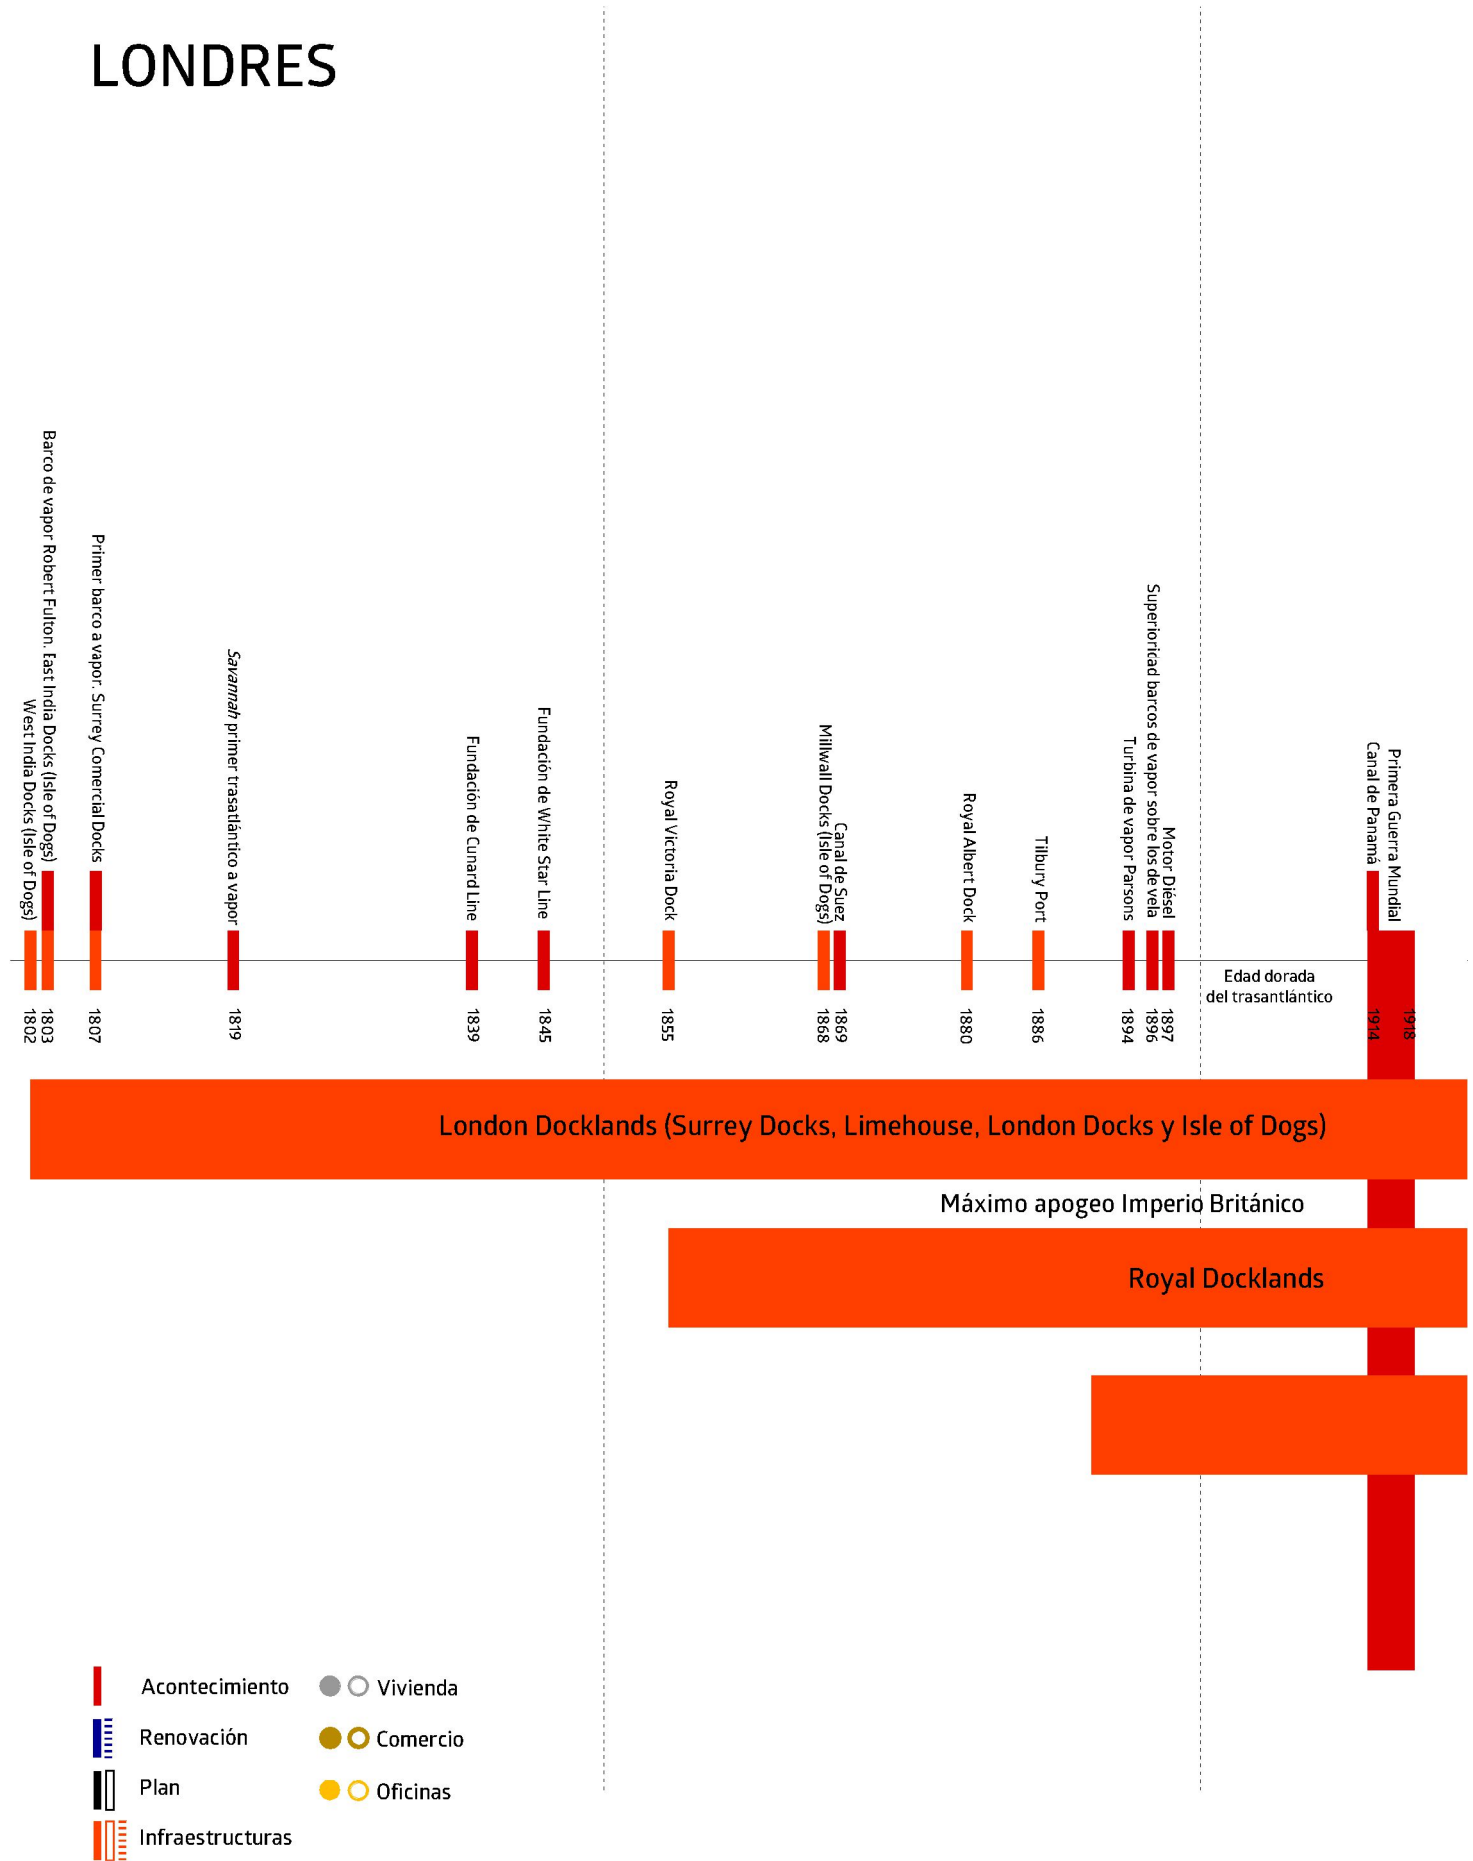 LONDRES
West India Docks (Isle of Dogs)
Barco de vapor Robert Fulton. East India Docks (Isle of Dogs)
Primer barco a vapor. Surrey Comercial Docks
Savannah primer trasatlántico a vapor
Fundación de Cunard Line
Fundación de White Star Line
Royal Victoria Dock
Millwall Docks (Isle of Dogs)
Canal de Suez
Royal Albert Dock
Tilbury Port
Turbina de vapor Parsons
Superioricad barcos de vapor sobre los de vela
Motor Diésel
Canal de Panamá
Primera Guerra Mundial
Edad dorada
del trasantlántico
1802
1803
1807
1819
1839
1845
1855
1868
1869
1880
1886
1894
1896
1897
1914
1918
London Docklands (Surrey Docks, Limehouse, London Docks y Isle of Dogs)
Máximo apogeo Imperio Británico
Royal Docklands
Acontecimiento
Renovación
Plan
Infraestructuras
Vivienda
Comercio
Oficinas